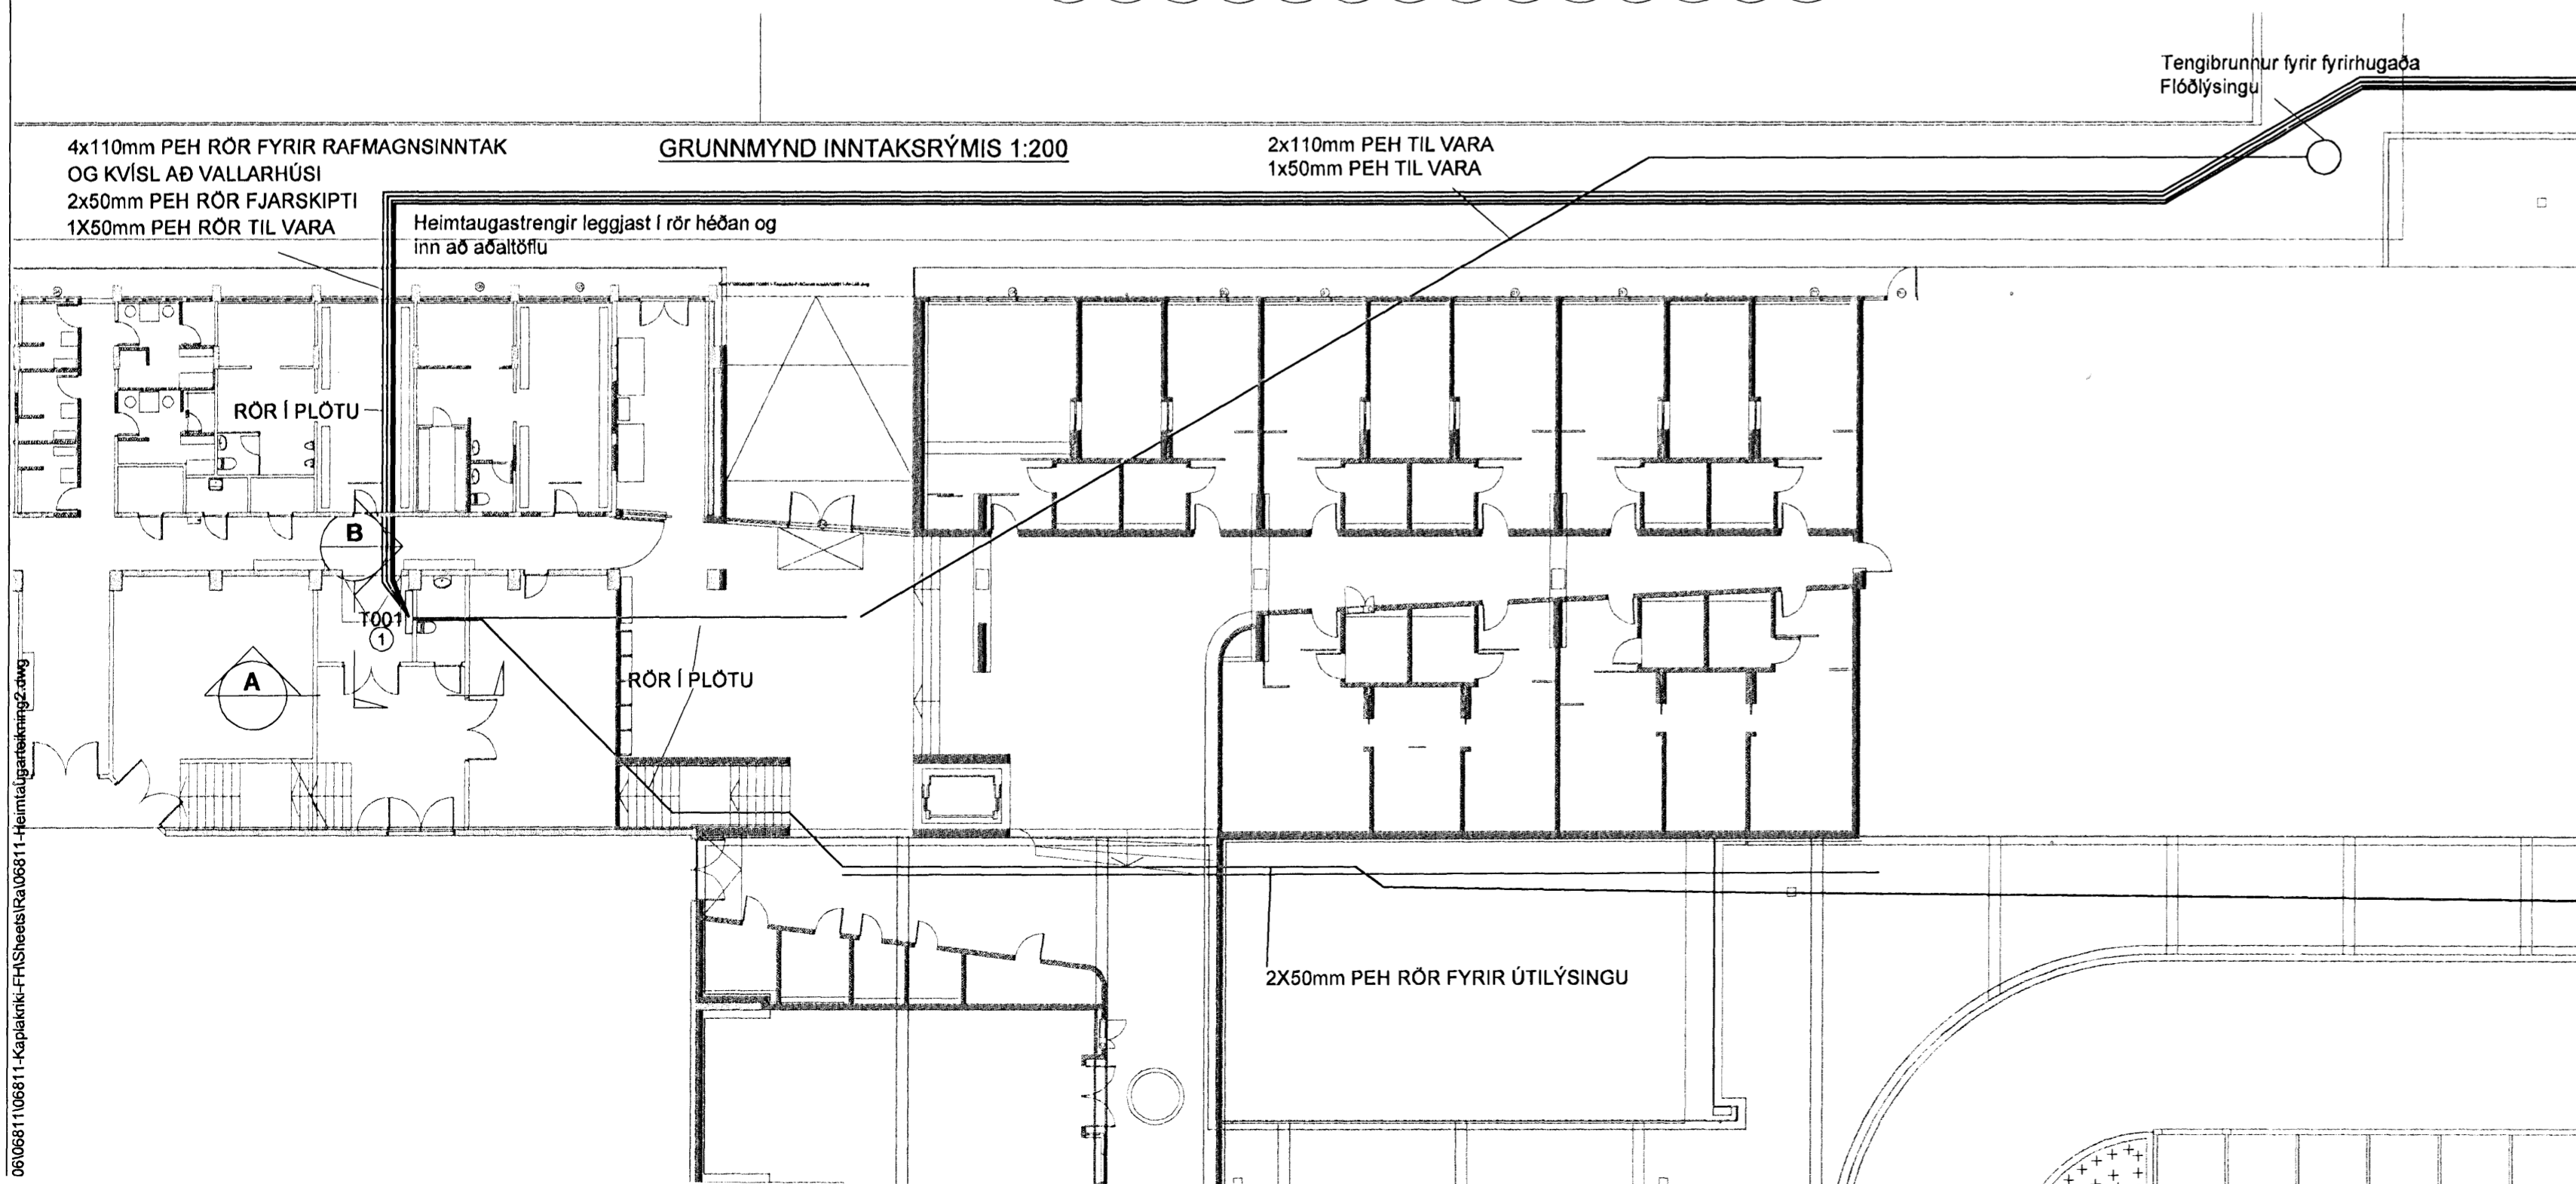 Tengibrunnur fyrir fyrirhugaða
Flóðlýsingu
4x110mm PEH RÖR FYRIR RAFMAGNSINNTAK
OG KVÍSL AÐ VALLARHÚSI
2x50mm PEH RÖR FJARSKIPTI
1X50mm PEH RÖR TIL VARA
GRUNNMYND INNTAKSRÝMIS 1:200
2x110mm PEH TIL VARA
1x50mm PEH TIL VARA
Heimtaugastrengir leggjast í rör héðan og
inn að aðaltöflu
RÖR Í PLÖTU
B
T001
1
A
RÖR Í PLÖTU
2X50mm PEH RÖR FYRIR ÚTILÝSINGU
06\06811\06811-Kaplakriki-FH\Sheets\Ra\06811-Heimtaugarteikning2.dwg